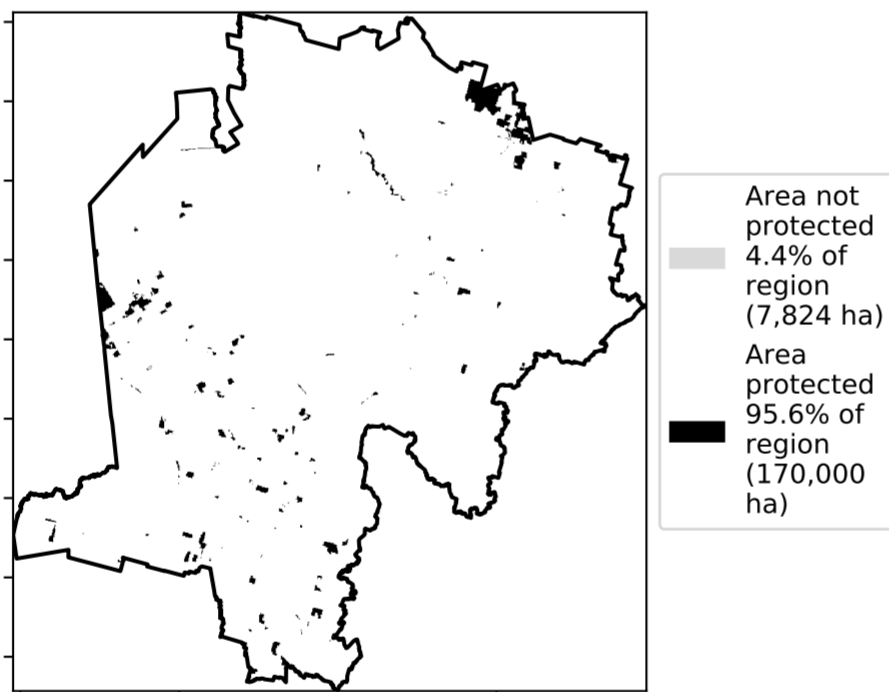 Area not
protected
4.4% of
region
(7,824 ha)
Area
protected
95.6% of
region
(170,000
ha)